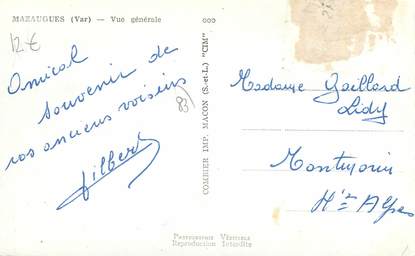 MAZAUGUES (Var) — Vue générale
12 €
Amical
souvenir de
vos anciens voisins
Gilbert
83
COMBIER IMP. MACON (S.-et-L.) "CIM"
Madame Gaillard
Lidy
Montmorin
Htes Alpes
Photographie Véritable
Reproduction Interdite